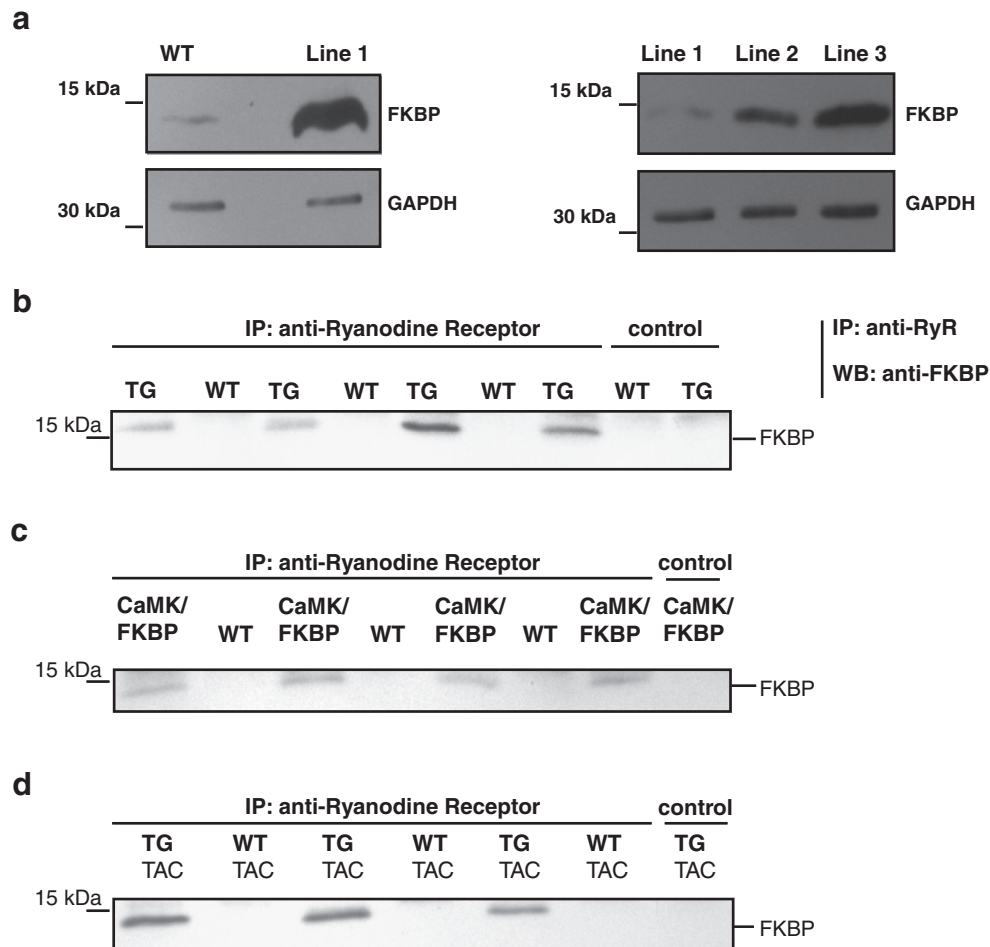 a
WT Line 1
15 kDa
FKBP
30 kDa
GAPDH
Line 1 Line 2 Line 3
15 kDa
FKBP
30 kDa
GAPDH
b
IP: anti-Ryanodine Receptor control
IP: anti-RyR
WB: anti-FKBP
TG WT TG WT TG WT TG WT TG
15 kDa
FKBP
c
IP: anti-Ryanodine Receptor control
CaMK/ CaMK/ CaMK/ CaMK/ CaMK/
FKBP WT FKBP WT FKBP WT FKBP FKBP
15 kDa
FKBP
d
IP: anti-Ryanodine Receptor control
TG WT TG WT TG WT TG
TAC TAC TAC TAC TAC TAC TAC
15 kDa
FKBP